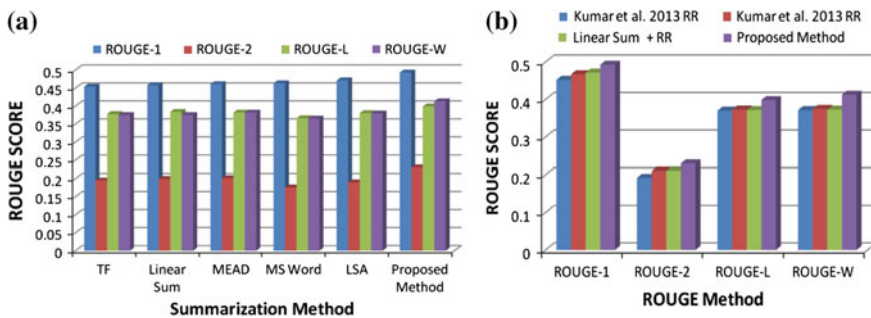 (a)
ROUGE-1 ROUGE-2 ROUGE-L ROUGE-W
ROUGE SCORE
0.5
0.45
0.4
0.35
0.3
0.25
0.2
0.15
0.1
0.05
0
TF Linear Sum MEAD MS Word LSA Proposed Method
Summarization Method
(b)
Kumar et al. 2013 RR Kumar et al. 2013 RR
Linear Sum + RR Proposed Method
ROUGE SCORE
0.5
0.4
0.3
0.2
0.1
0
ROUGE-1 ROUGE-2 ROUGE-L ROUGE-W
ROUGE Method